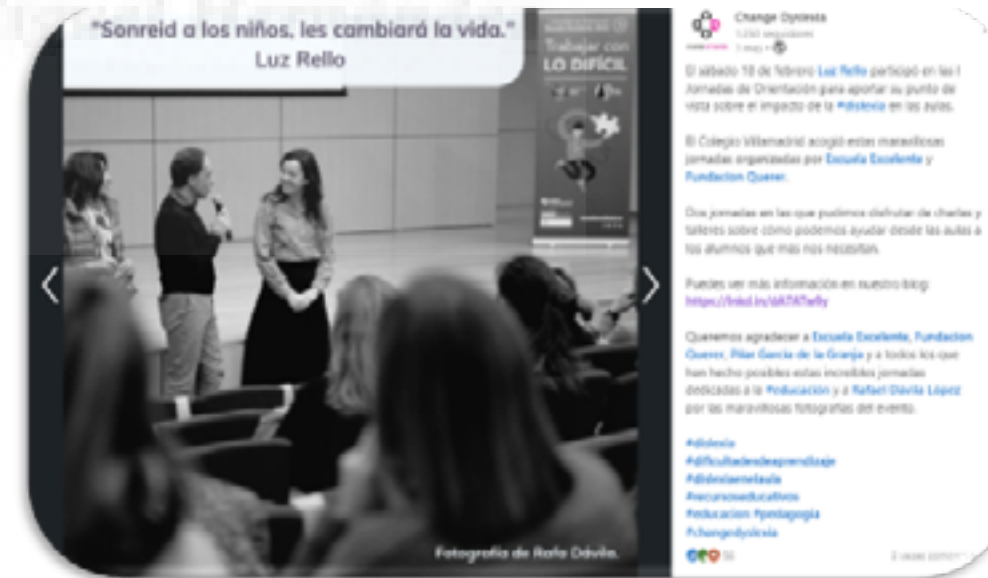 "Sonreid a los niños, les cambiará la vida."
Luz Rello
Trabajar con
LO DIFÍCIL
Fotografía de Rafa Dávila.
Change Dyslexia
El sábado 18 de febrero Luz Rello participó en las I
Jornadas de Orientación para aportar su punto de
vista sobre el impacto de la #dislexia en las aulas.
El Colegio Villamadrid acogió estas maravillosas
jornadas organizadas por Escuela Excelente y
Fundacion Querer.
Dos jornadas en las que pudimos disfrutar de charlas y
talleres sobre cómo podemos ayudar desde las aulas a
los alumnos que más nos necesitan.
Puedes ver más información en nuestro blog:
Queremos agradecer a Escuela Excelente, Fundacion
Querer, Pilar García de la Granja y a todos los que
han hecho posibles estas increíbles jornadas
dedicadas a la #educación y a Rafael Dávila López
por las maravillosas fotografías del evento.
#dislexia
#dificultadesdeaprendizaje
#dislexiaenelaula
#recursoseducativos
#educacion #pedagogía
#changedyslexia